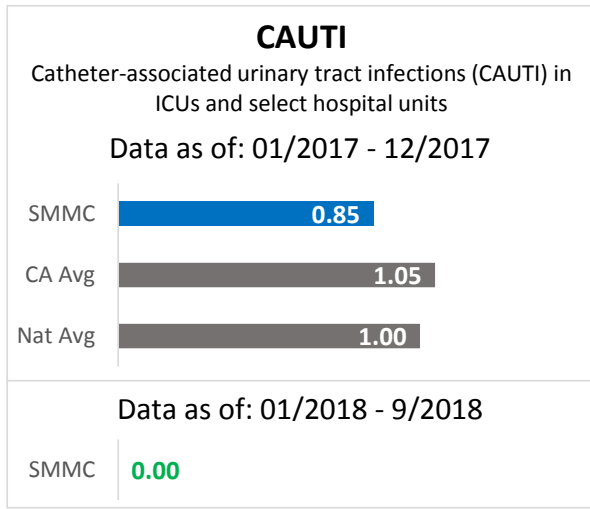 CAUTI
Catheter-associated urinary tract infections (CAUTI) in
ICUs and select hospital units
Data as of: 01/2017 - 12/2017
SMMC 0.85
CA Avg 1.05
Nat Avg 1.00
Data as of: 01/2018 - 9/2018
SMMC 0.00